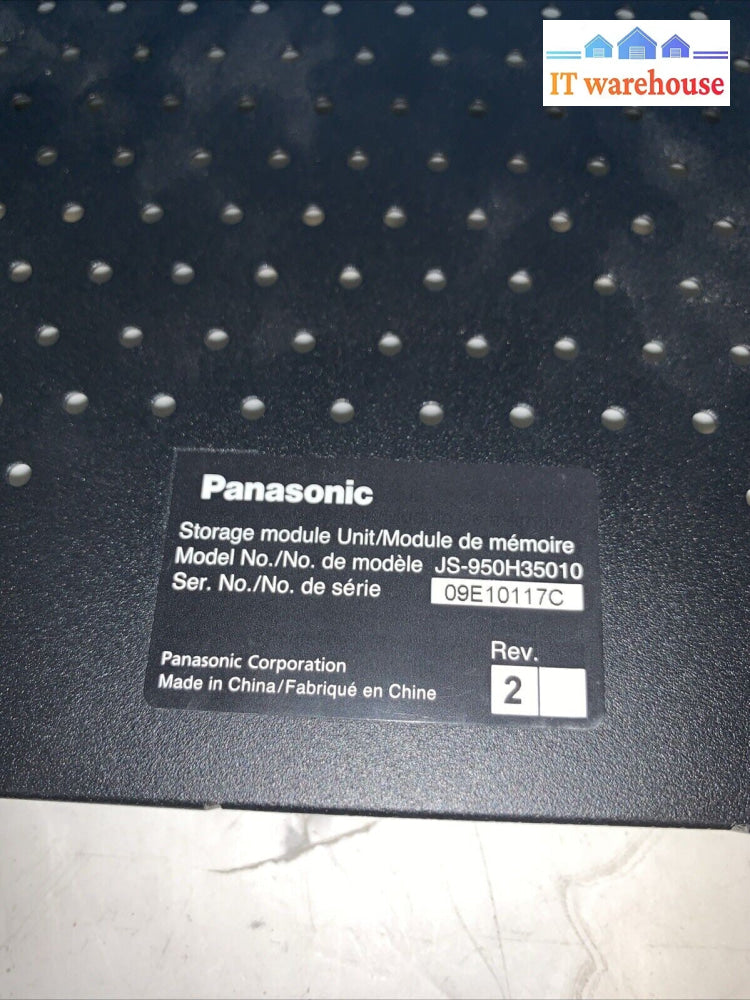 IT warehouse
Panasonic
Storage module Unit/Module de mémoire
Model No./No. de modèle JS-950H35010
Ser. No./No. de série 09E10117C
Rev.
Panasonic Corporation
Made in China/Fabriqué en Chine
2